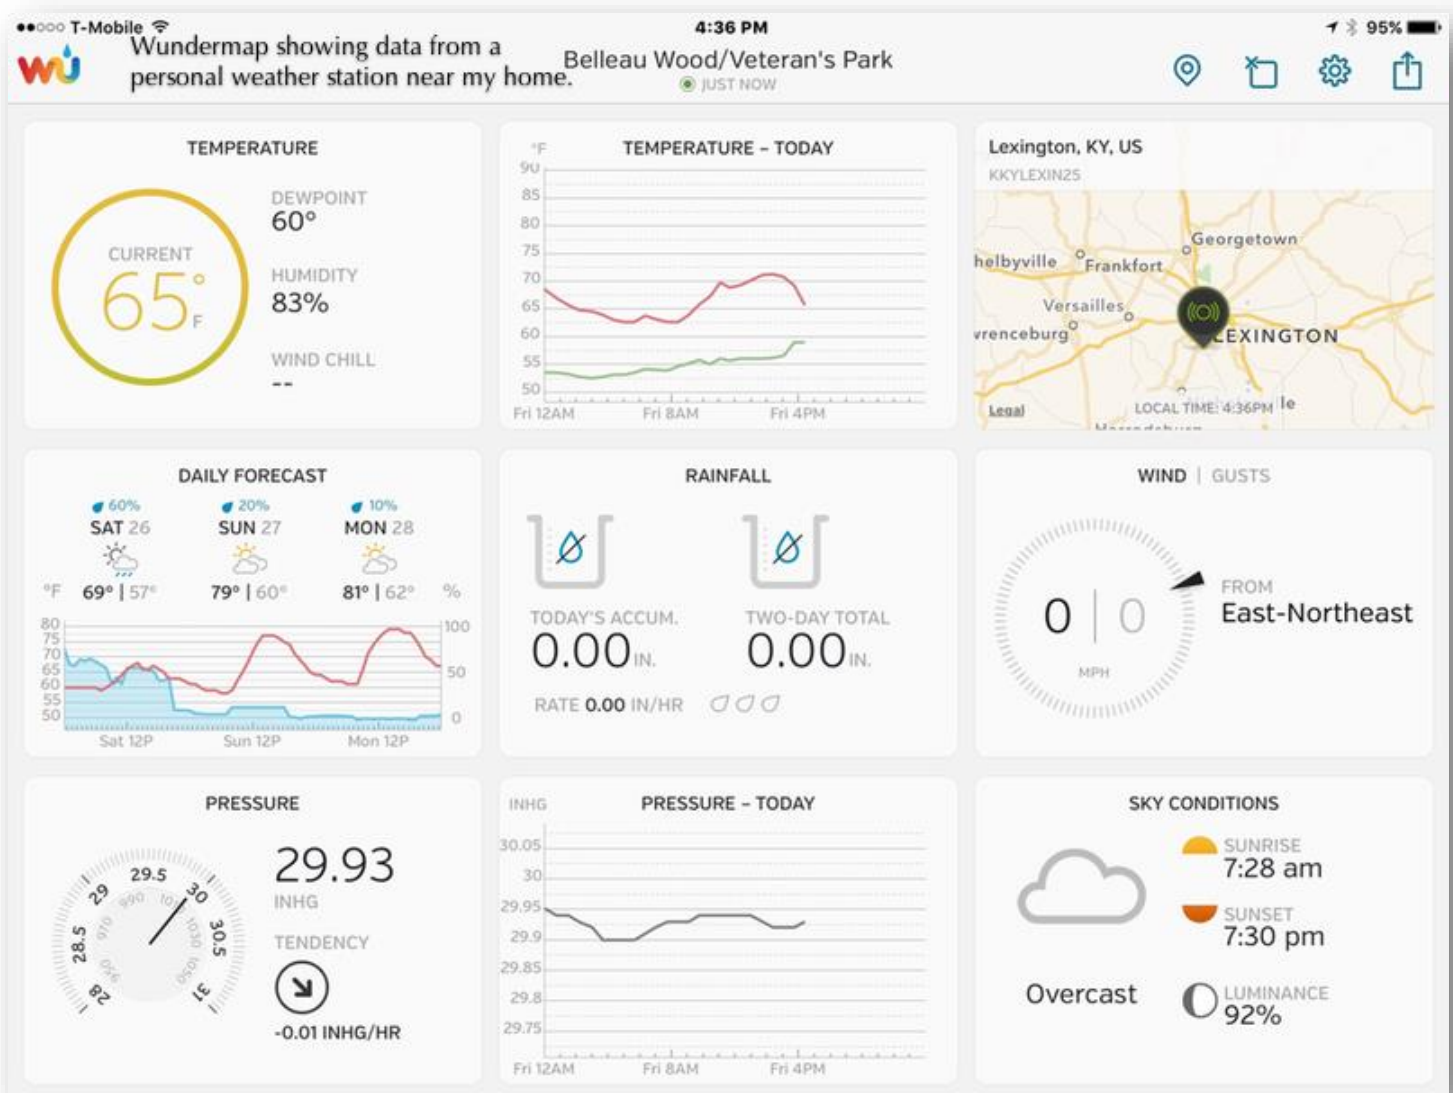 T-Mobile
4:36 PM
95%
WU
Wundermap showing data from a
personal weather station near my home.
Belleau Wood/Veteran's Park
JUST NOW
TEMPERATURE
CURRENT
65°F
DEWPOINT
60°
HUMIDITY
83%
WIND CHILL
--
TEMPERATURE – TODAY
°F
90
85
80
75
70
65
60
55
50
Fri 12AM Fri 8AM Fri 4PM
Lexington, KY, US
KKYLEXIN25
Georgetown
helbyville
Frankfort
Versailles
wrenceburg
LEXINGTON
le
Legal
LOCAL TIME: 4:36PM
DAILY FORECAST
60% 20% 10%
SAT 26 SUN 27 MON 28
°F 69° | 57° 79° | 60° 81° | 62° %
80
75
70
65
60
55
50
100
50
0
Sat 12P Sun 12P Mon 12P
RAINFALL
TODAY'S ACCUM. TWO-DAY TOTAL
0.00 IN. 0.00 IN.
RATE 0.00 IN/HR
WIND | GUSTS
0 | 0
MPH
FROM
East-Northeast
PRESSURE
28
28.5
29
29.5
30
30.5
31
950
970
990
1030
1050
29.93
INHG
TENDENCY
-0.01 INHG/HR
INHG
PRESSURE – TODAY
30.05
30
29.95
29.9
29.85
29.8
29.75
Fri 12AM Fri 8AM Fri 4PM
SKY CONDITIONS
Overcast
SUNRISE
7:28 am
SUNSET
7:30 pm
LUMINANCE
92%